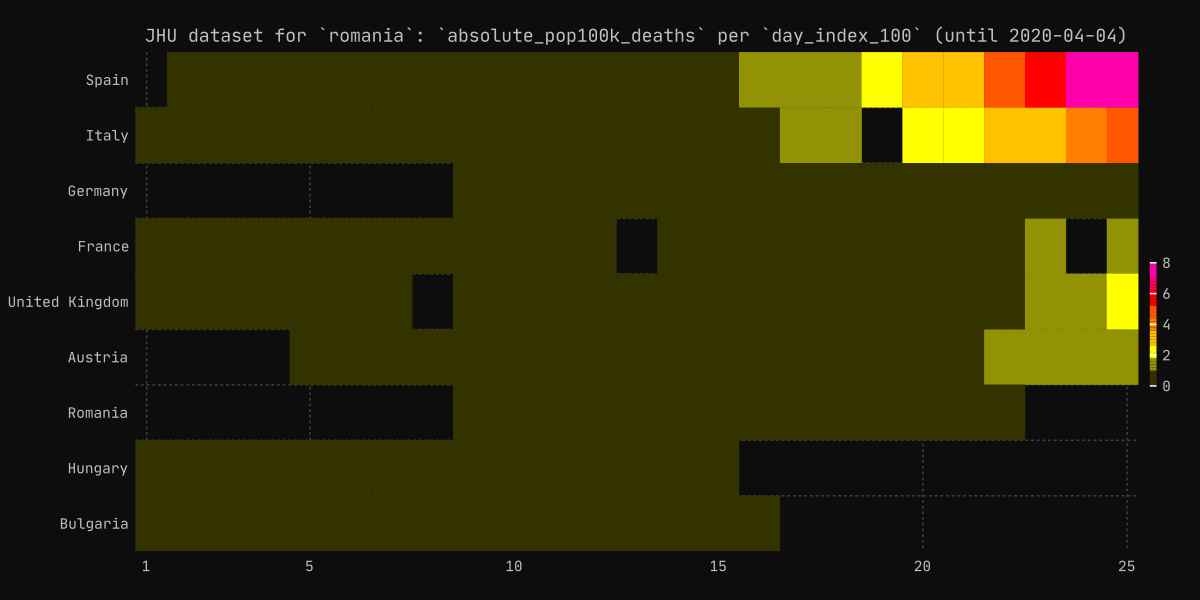 JHU dataset for `romania`: `absolute_pop100k_deaths` per `day_index_100` (until 2020-04-04)
Spain
Italy
Germany
France
United Kingdom
Austria
Romania
Hungary
Bulgaria
8
6
4
2
0
1 5 10 15 20 25